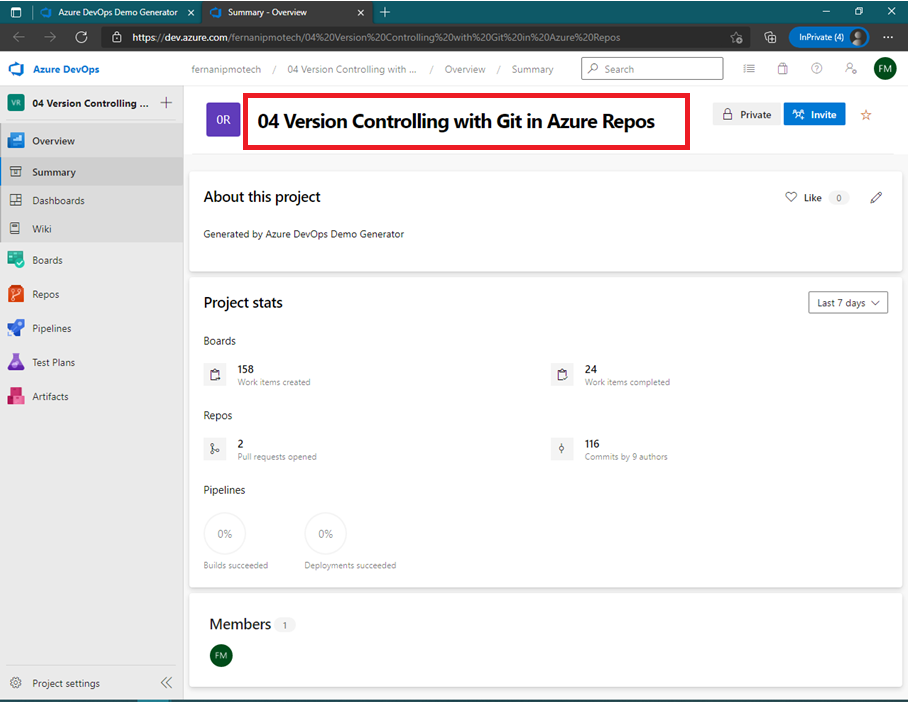 Azure DevOps Demo Generator
Summary - Overview
https://dev.azure.com/fernanipmotech/04%20Version%20Controlling%20with%20Git%20in%20Azure%20Repos
InPrivate (4)
Azure DevOps
fernanipmotech / 04 Version Controlling with ... / Overview / Summary
Search
FM
VR
04 Version Controlling ...
0R
04 Version Controlling with Git in Azure Repos
Private
Invite
Overview
Summary
Dashboards
Wiki
Boards
Repos
Pipelines
Test Plans
Artifacts
Project settings
About this project
Like 0
Generated by Azure DevOps Demo Generator
Project stats
Last 7 days
Boards
158
Work items created
24
Work items completed
Repos
2
Pull requests opened
116
Commits by 9 authors
Pipelines
0%
Builds succeeded
0%
Deployments succeeded
Members 1
FM